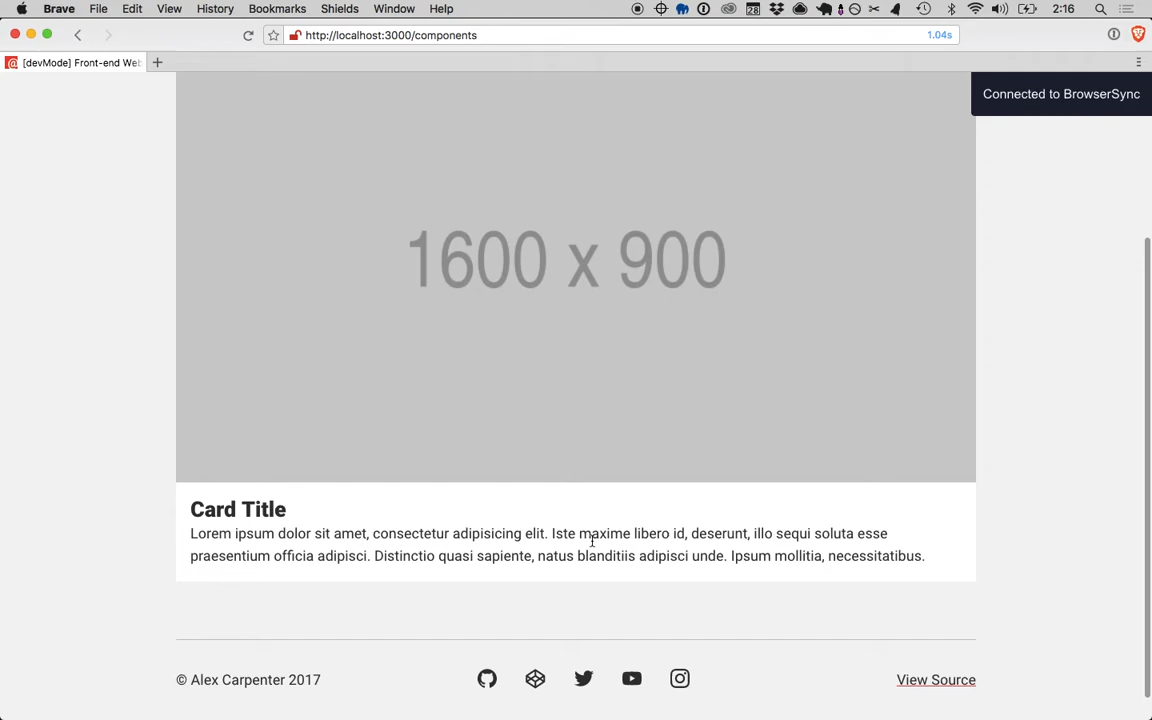 Brave File Edit View History Bookmarks Shields Window Help 28 2:16
http://localhost:3000/components 1.04s
[devMode] Front-end Web
Connected to BrowserSync
1600 x 900
Card Title
Lorem ipsum dolor sit amet, consectetur adipisicing elit. Iste maxime libero id, deserunt, illo sequi soluta esse
praesentium officia adipisci. Distinctio quasi sapiente, natus blanditiis adipisci unde. Ipsum mollitia, necessitatibus.
© Alex Carpenter 2017
View Source